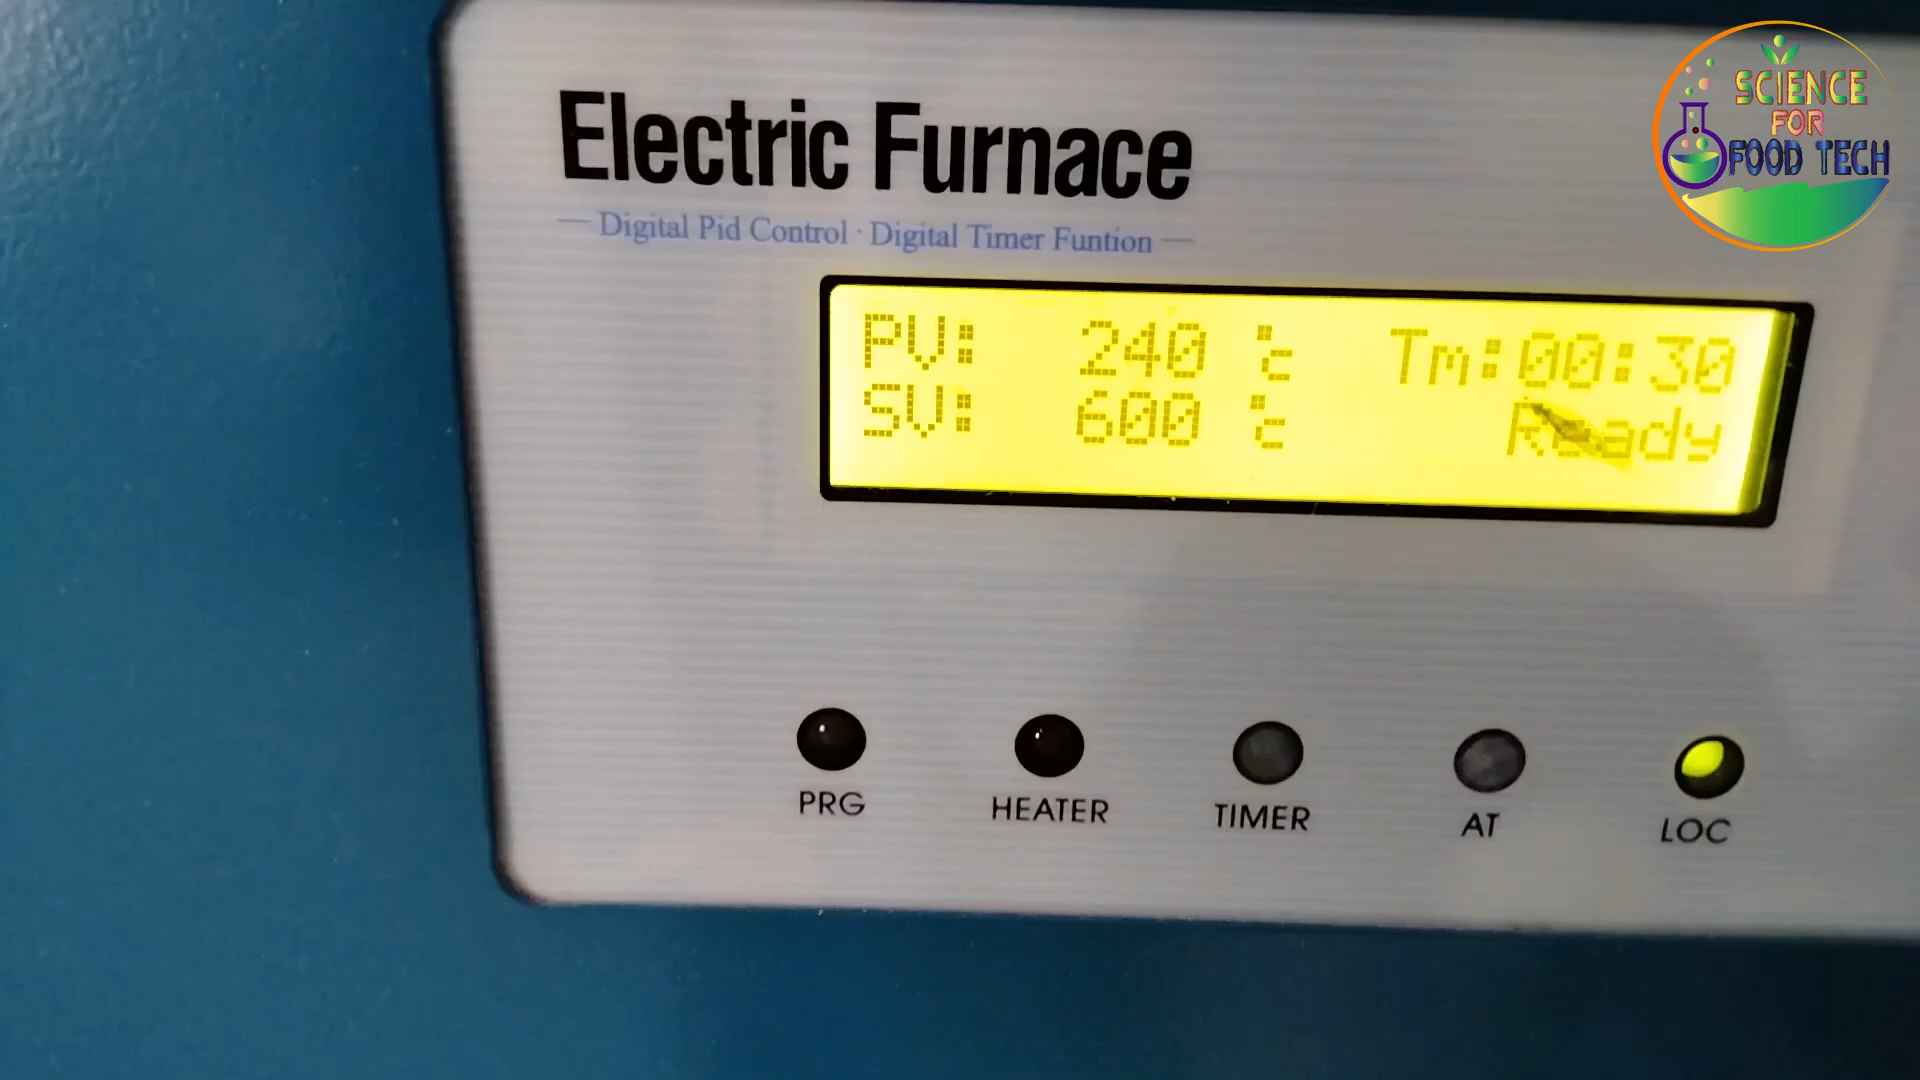 Electric Furnace
Digital Pid Control · Digital Timer Funtion
PV: 240 °c Tm:00:30
SV: 600 °c Ready
PRG HEATER TIMER AT LOC
SCIENCE
FOR
FOOD TECH